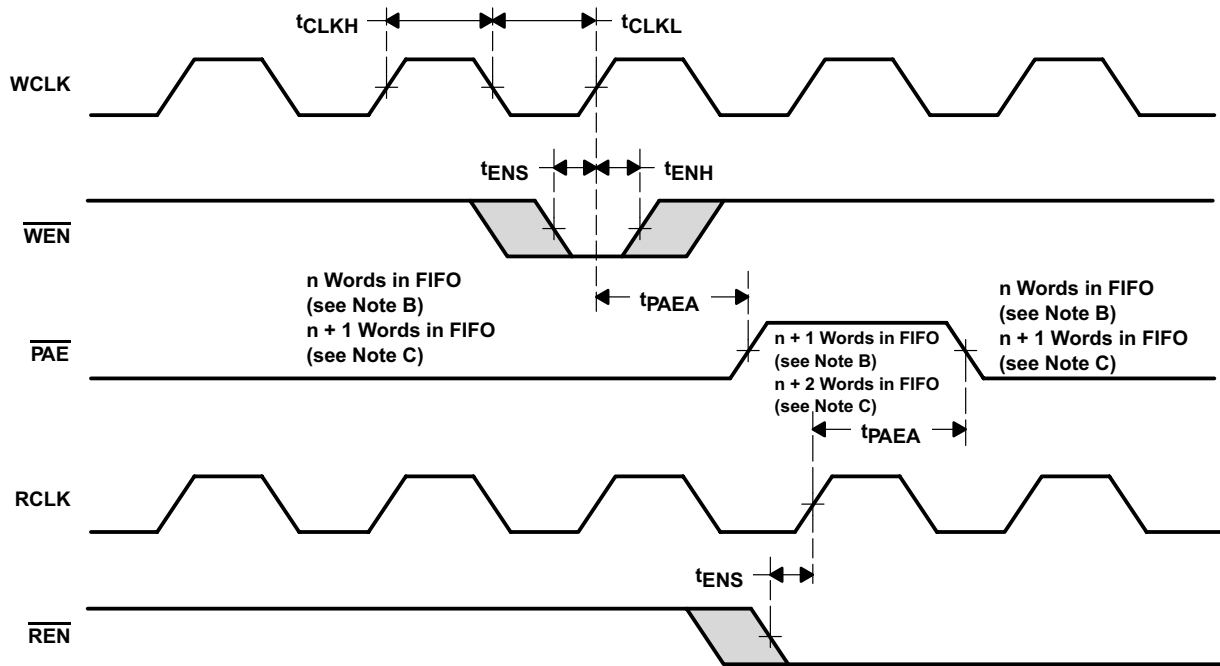 tCLKH
tCLKL
WCLK
tENS
tENH
WEN
n Words in FIFO
(see Note B)
n + 1 Words in FIFO
(see Note C)
tPAEA
n Words in FIFO
(see Note B)
n + 1 Words in FIFO
(see Note C)
PAE
n + 1 Words in FIFO
(see Note B)
n + 2 Words in FIFO
(see Note C)
tPAEA
RCLK
tENS
REN